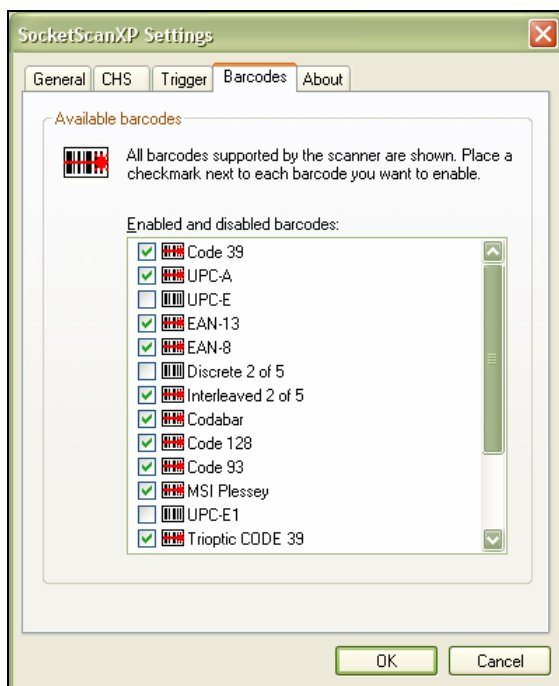 SocketScanXP Settings
General CHS Trigger Barcodes About
Available barcodes
All barcodes supported by the scanner are shown. Place a
checkmark next to each barcode you want to enable.
Enabled and disabled barcodes:
Code 39
UPC-A
UPC-E
EAN-13
EAN-8
Discrete 2 of 5
Interleaved 2 of 5
Codabar
Code 128
Code 93
MSI Plessey
UPC-E1
Trioptic CODE 39
OK Cancel